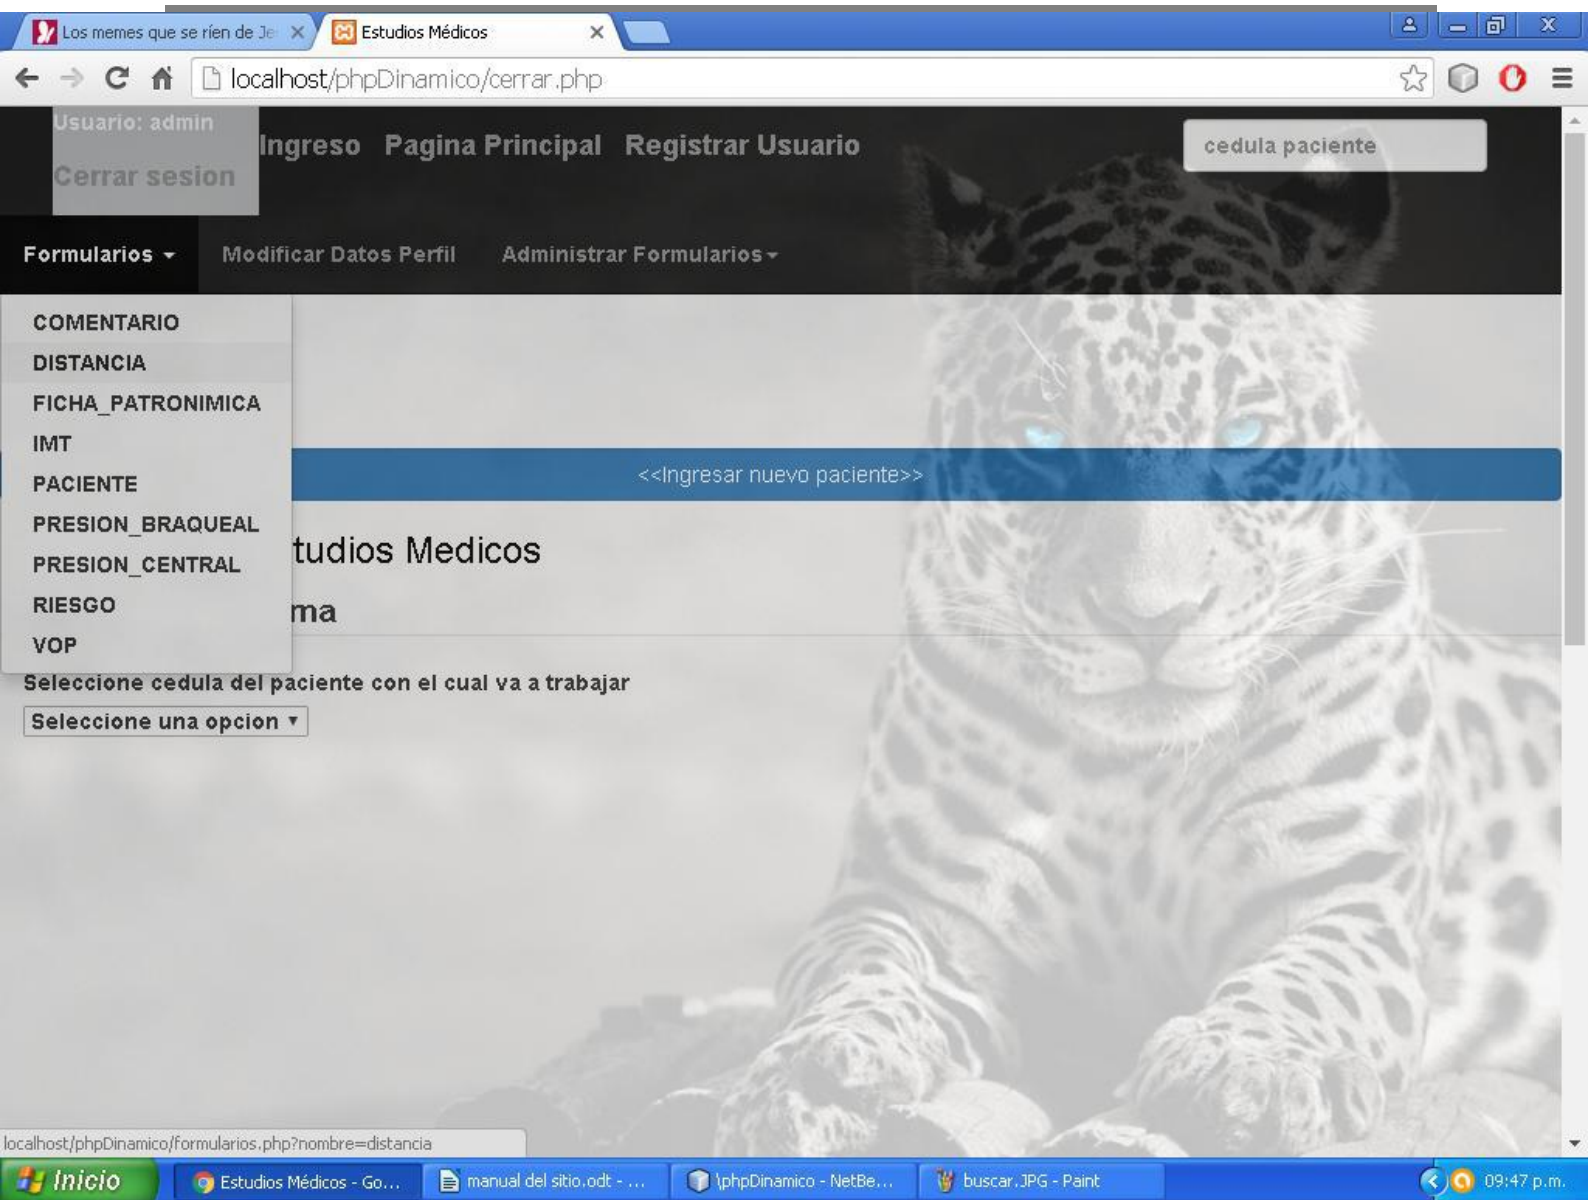 Los memes que se ríen de Je
Estudios Médicos
localhost/phpDinamico/cerrar.php
Usuario: admin
Cerrar sesion
Ingreso Pagina Principal Registrar Usuario
cedula paciente
Formularios Modificar Datos Perfil Administrar Formularios
COMENTARIO
DISTANCIA
FICHA_PATRONIMICA
IMT
PACIENTE
PRESION_BRAQUEAL
PRESION_CENTRAL
RIESGO
VOP
<<Ingresar nuevo paciente>>
tudios Medicos
ma
Seleccione cedula del paciente con el cual va a trabajar
Seleccione una opcion
localhost/phpDinamico/formularios.php?nombre=distancia
Inicio
Estudios Médicos - Go...
manual del sitio.odt - ...
\phpDinamico - NetBe...
buscar.JPG - Paint
09:47 p.m.